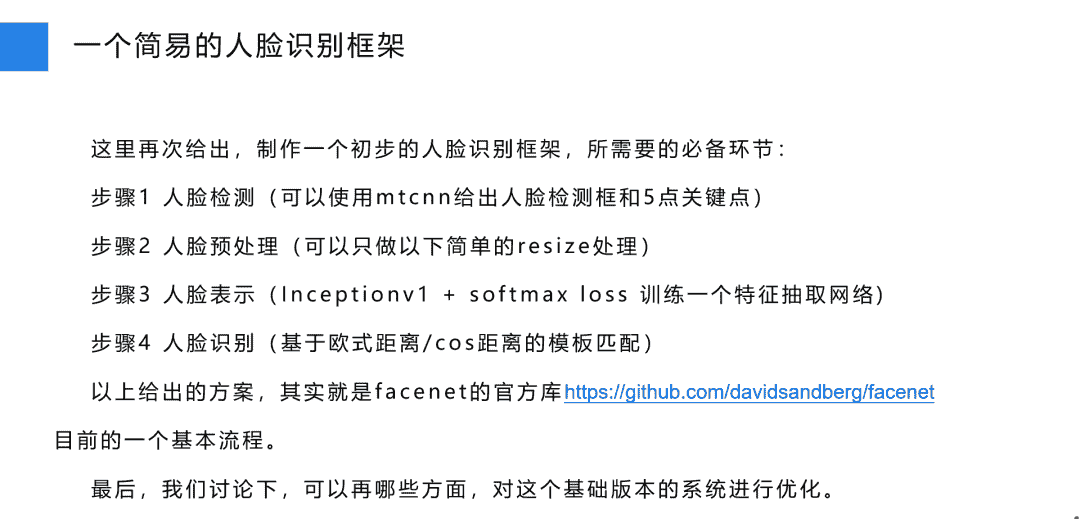 一个简易的人脸识别框架
这里再次给出，制作一个初步的人脸识别框架，所需要的必备环节：
步骤1 人脸检测（可以使用mtcnn给出人脸检测框和5点关键点）
步骤2 人脸预处理（可以只做以下简单的resize处理）
步骤3 人脸表示（Inceptionv1 + softmax loss 训练一个特征抽取网络）
步骤4 人脸识别（基于欧式距离/cos距离的模板匹配）
以上给出的方案，其实就是facenet的官方库https://github.com/davidsandberg/facenet
目前的一个基本流程。
最后，我们讨论下，可以再哪些方面，对这个基础版本的系统进行优化。